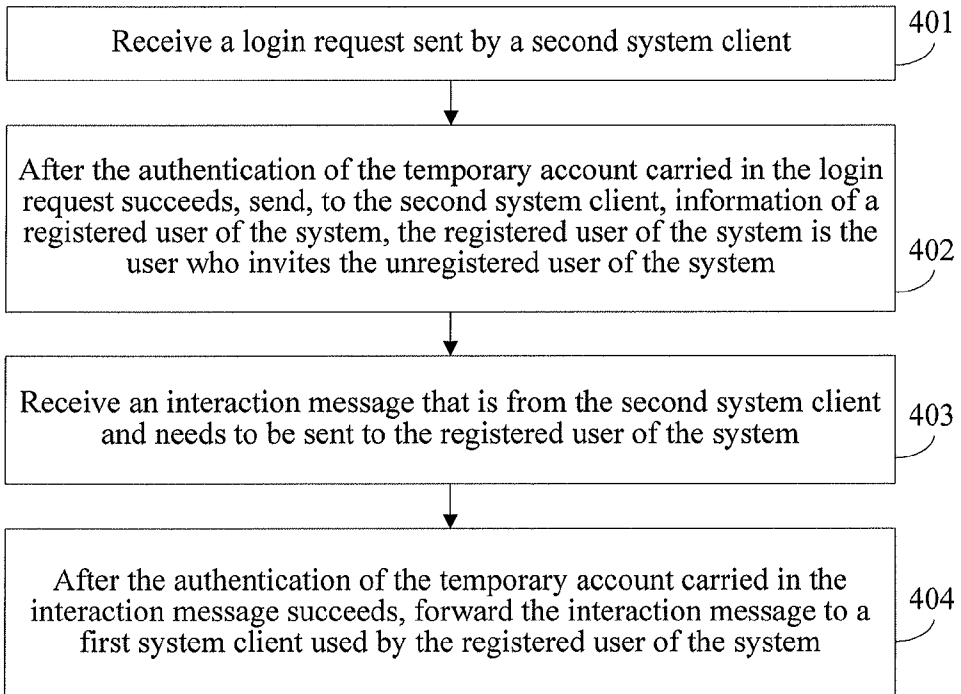 Receive a login request sent by a second system client
401
After the authentication of the temporary account carried in the login
request succeeds, send, to the second system client, information of a
registered user of the system, the registered user of the system is the
user who invites the unregistered user of the system
402
Receive an interaction message that is from the second system client
and needs to be sent to the registered user of the system
403
After the authentication of the temporary account carried in the
interaction message succeeds, forward the interaction message to a
first system client used by the registered user of the system
404